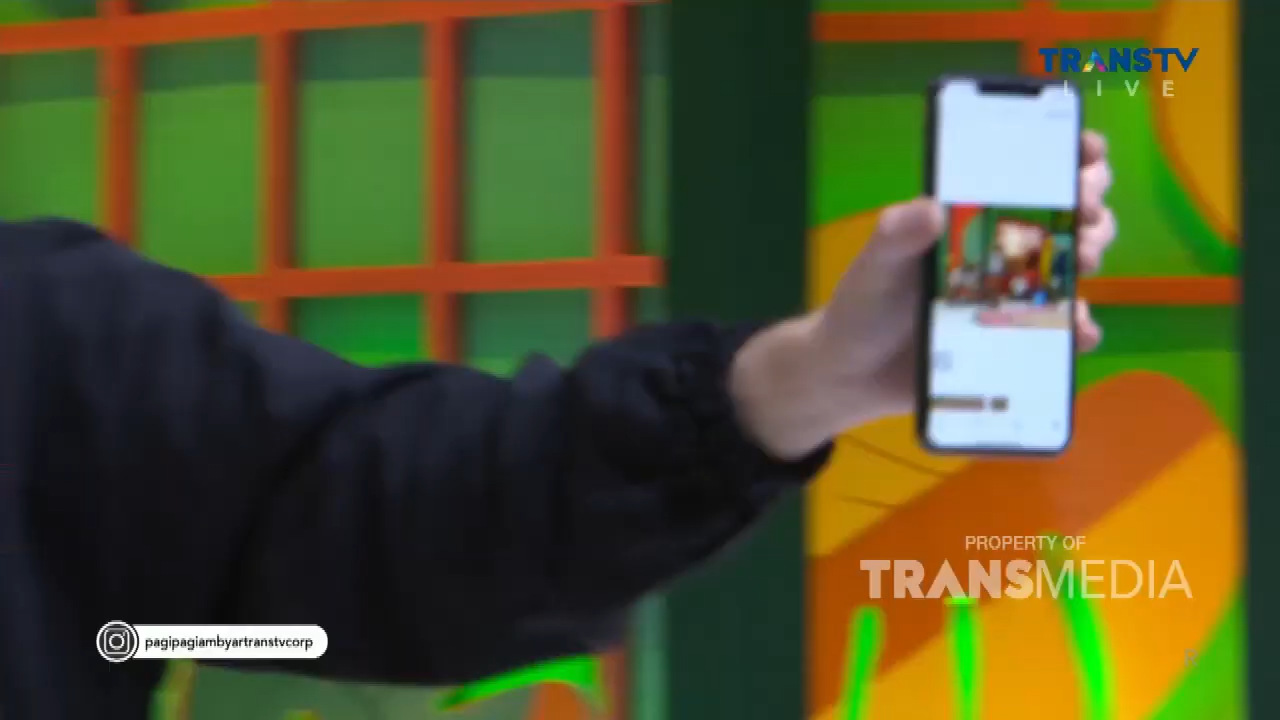 TRANSTV
LIVE
PROPERTY OF
TRANSMEDIA
pagipagiambyartranstvcorp